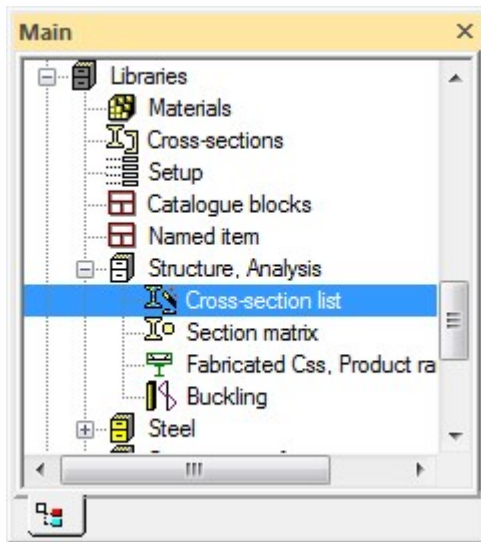 Main
Libraries
Materials
Cross-sections
Setup
Catalogue blocks
Named item
Structure, Analysis
Cross-section list
Section matrix
Fabricated Css, Product ra
Buckling
Steel